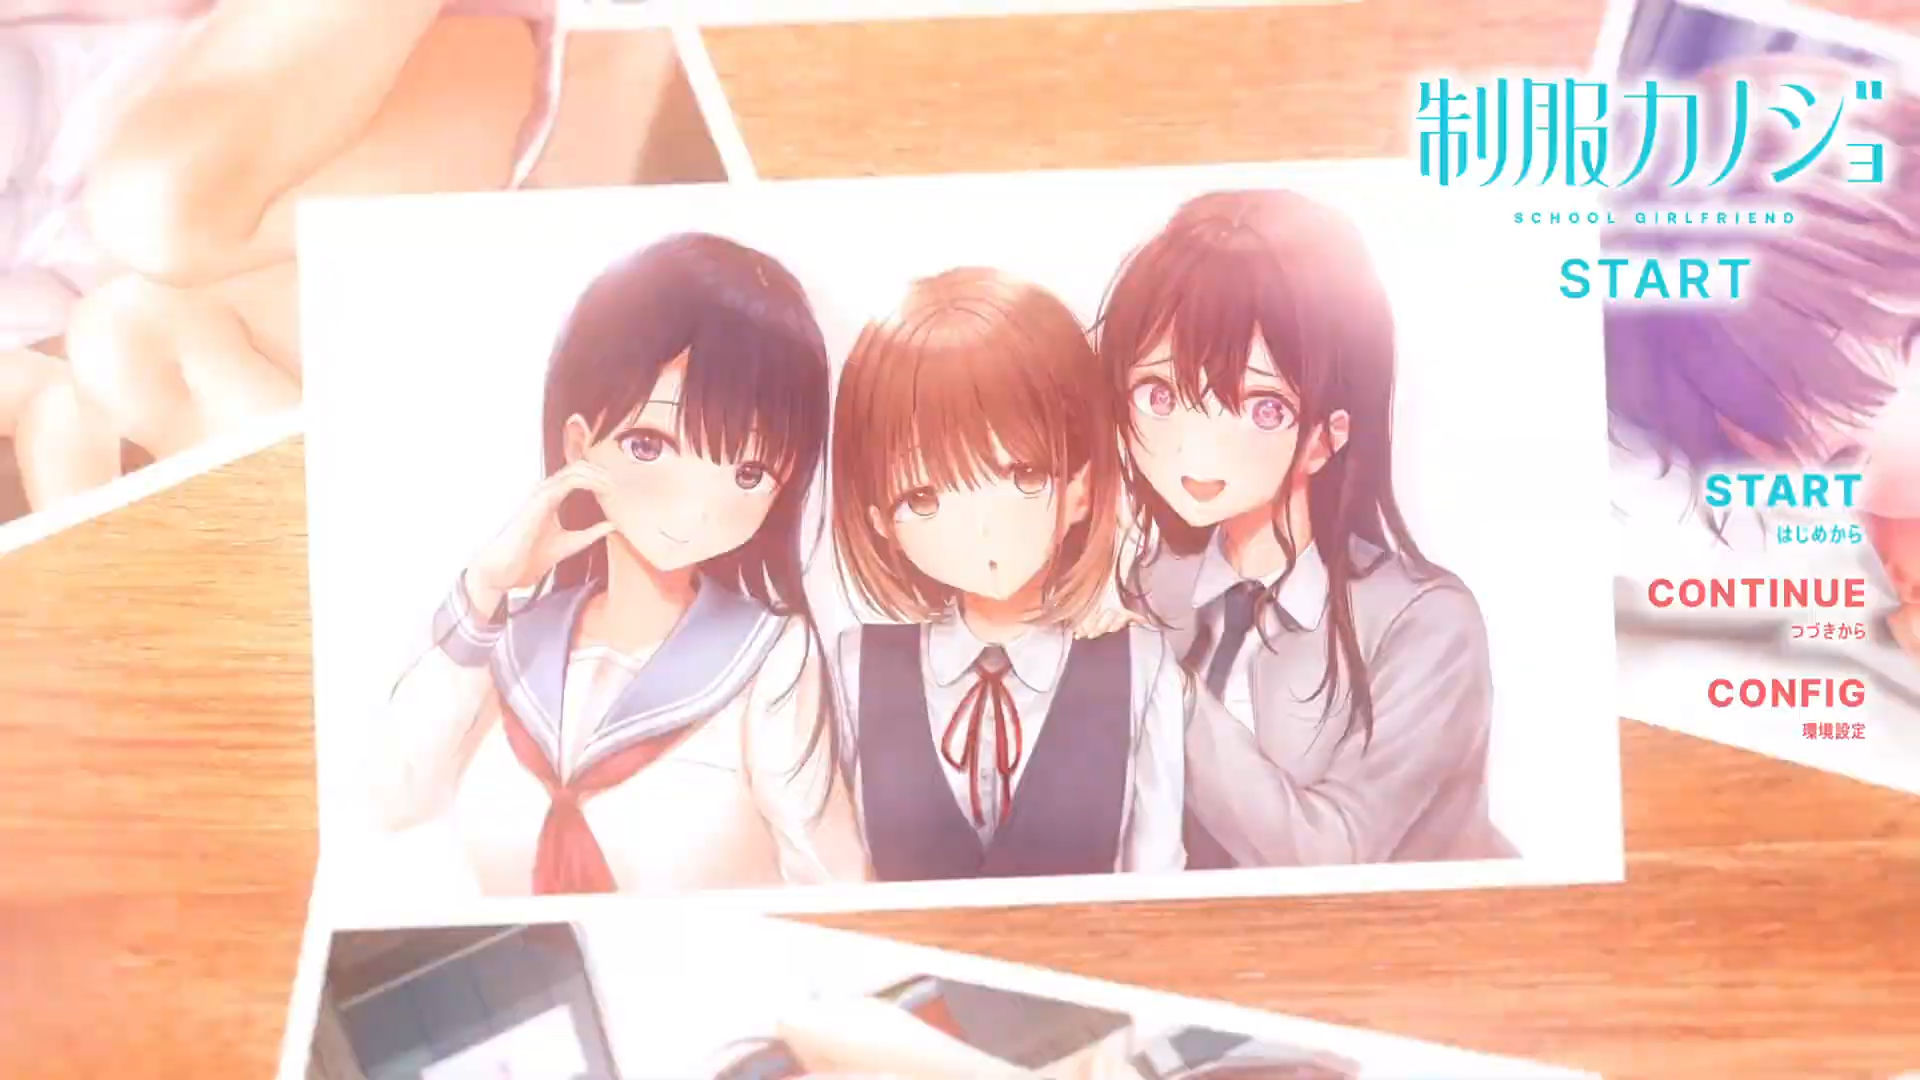 制服カノジョ
SCHOOL GIRLFRIEND
START
START
はじめから
CONTINUE
つづきから
CONFIG
環境設定